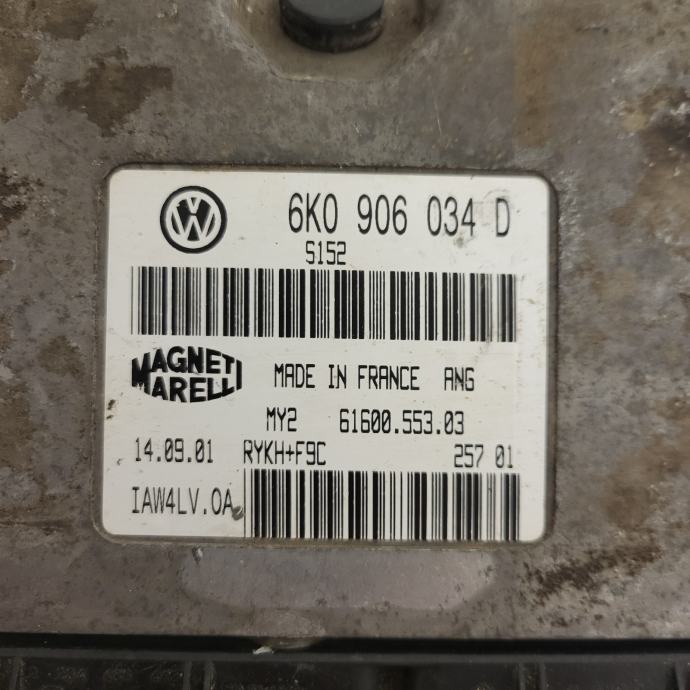 VW
6K0 906 034 D
S152
MAGNETI
MARELLI
MADE IN FRANCE ANG
MY2 61600.553.03
14.09.01 RYKH+F9C 257 01
IAW4LV.0A